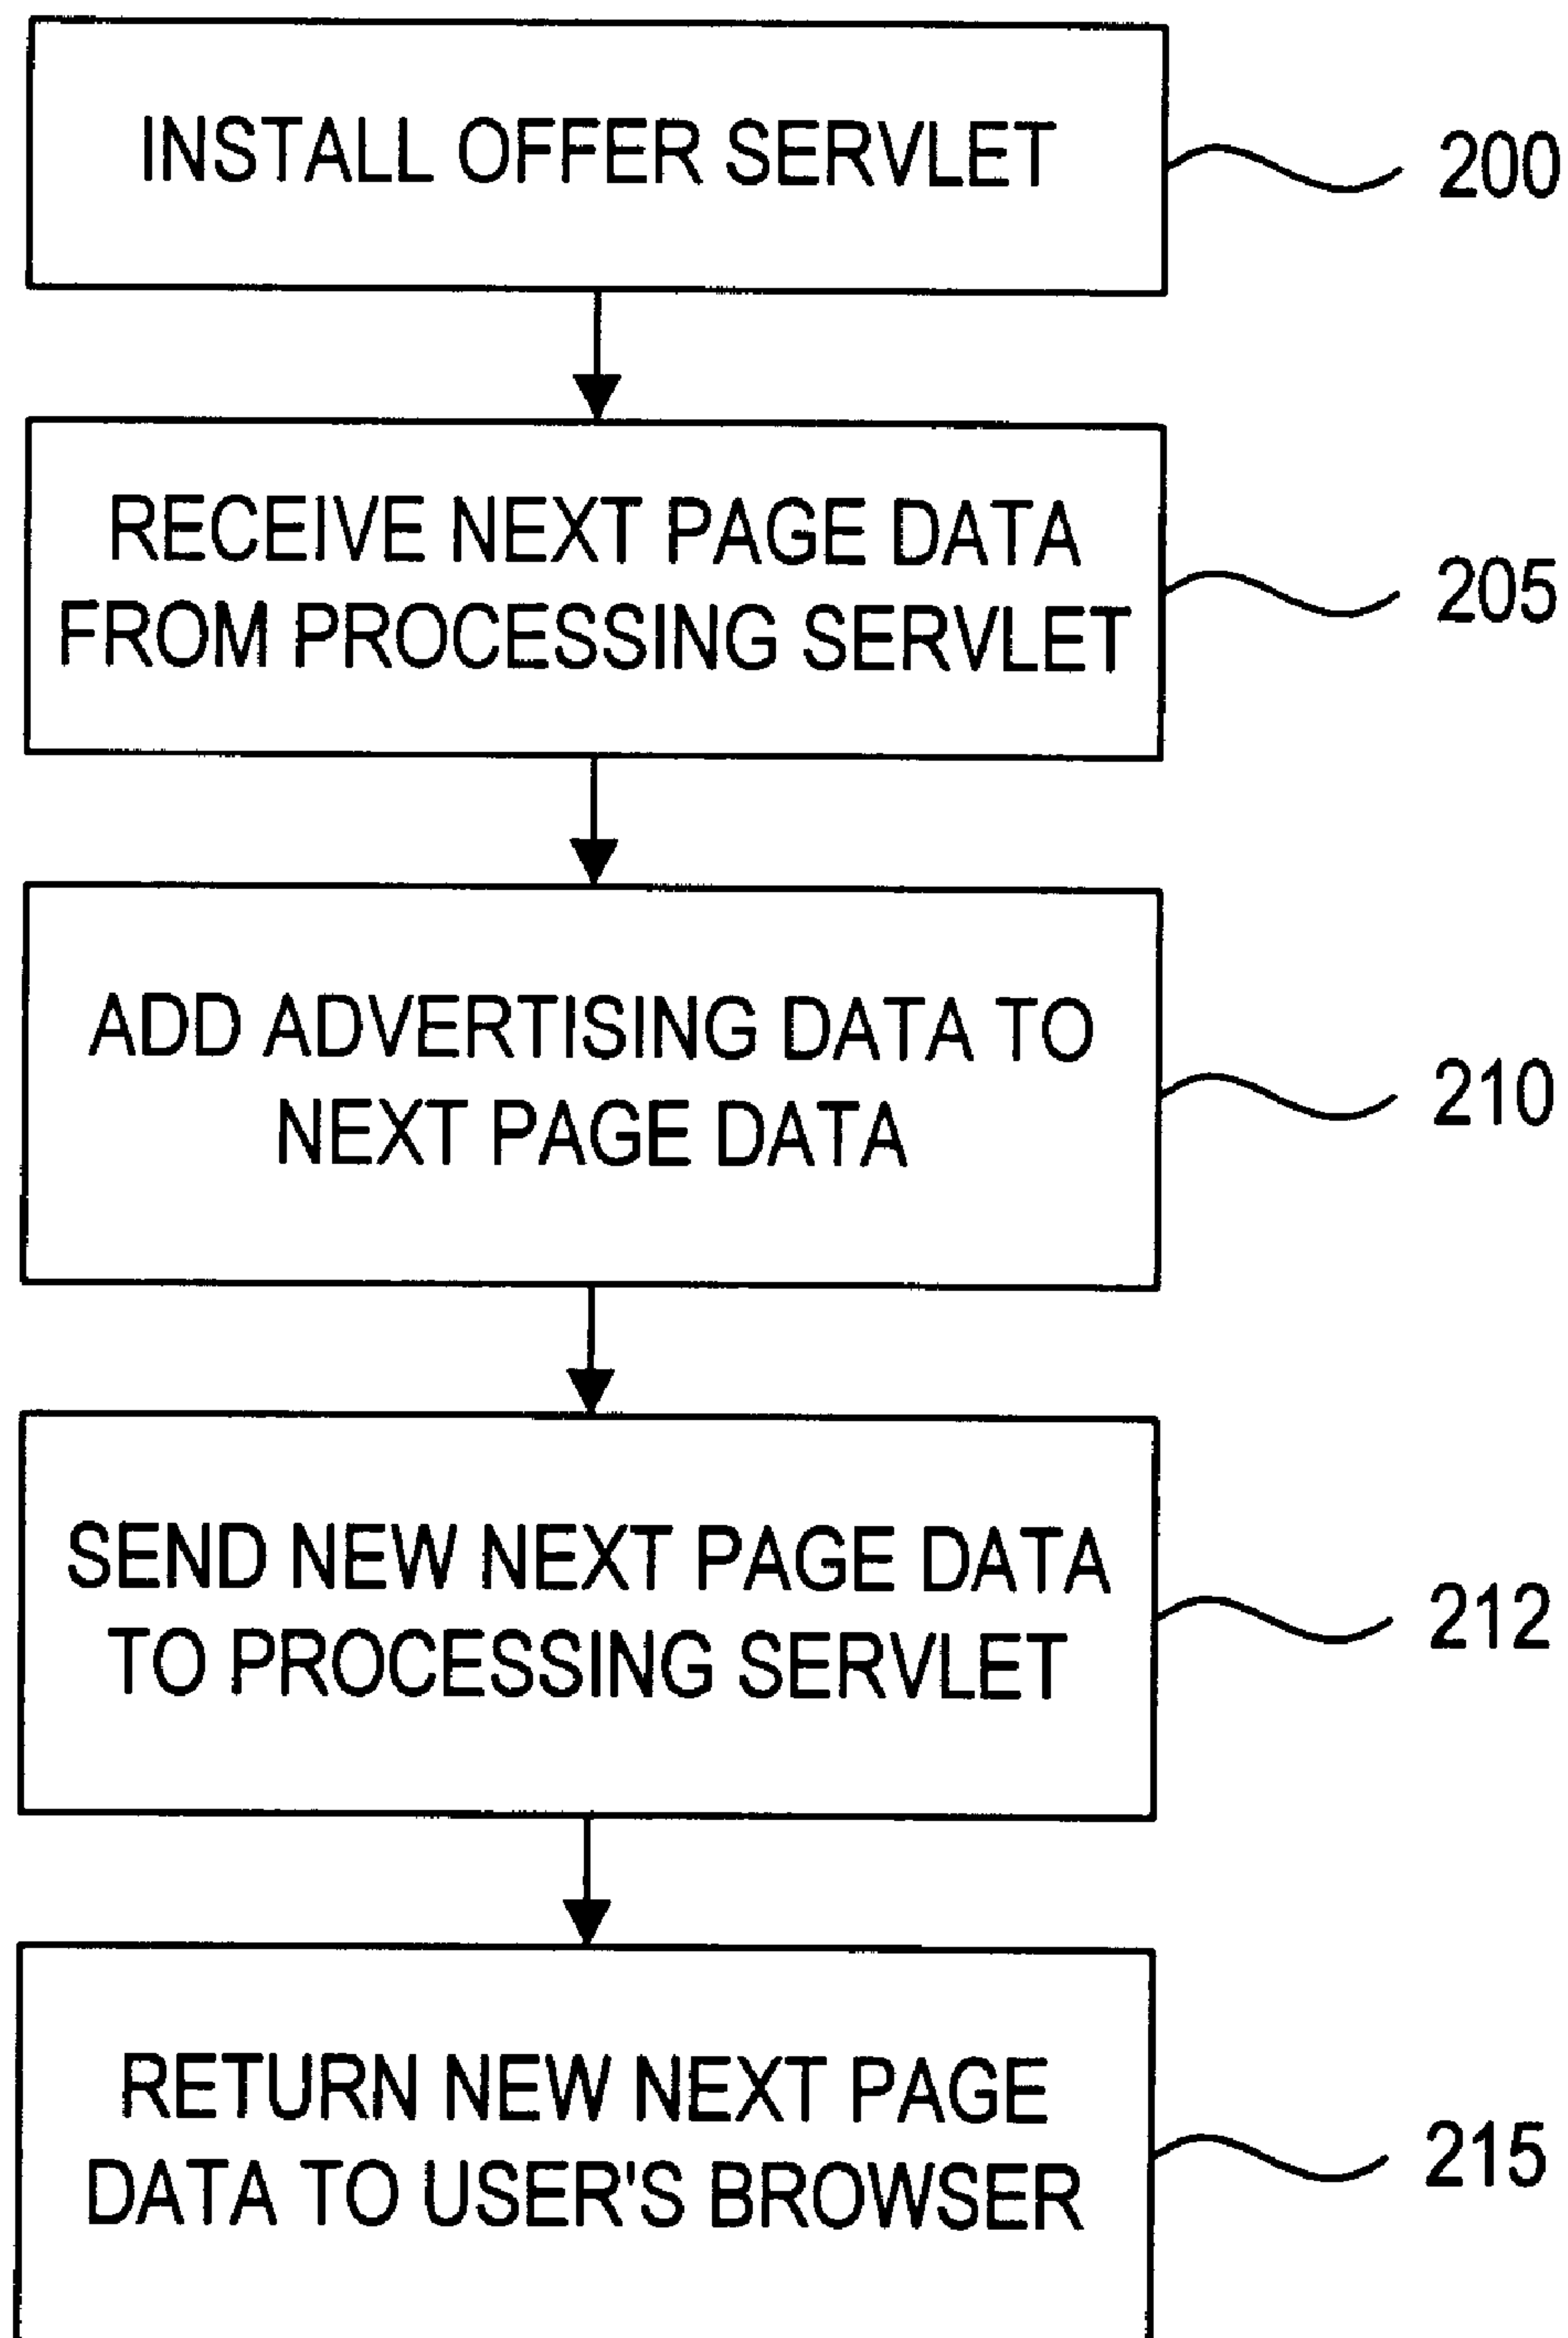 INSTALL OFFER SERVLET
200
RECEIVE NEXT PAGE DATA
FROM PROCESSING SERVLET
205
ADD ADVERTISING DATA TO
NEXT PAGE DATA
210
SEND NEW NEXT PAGE DATA
TO PROCESSING SERVLET
212
RETURN NEW NEXT PAGE
DATA TO USER'S BROWSER
215